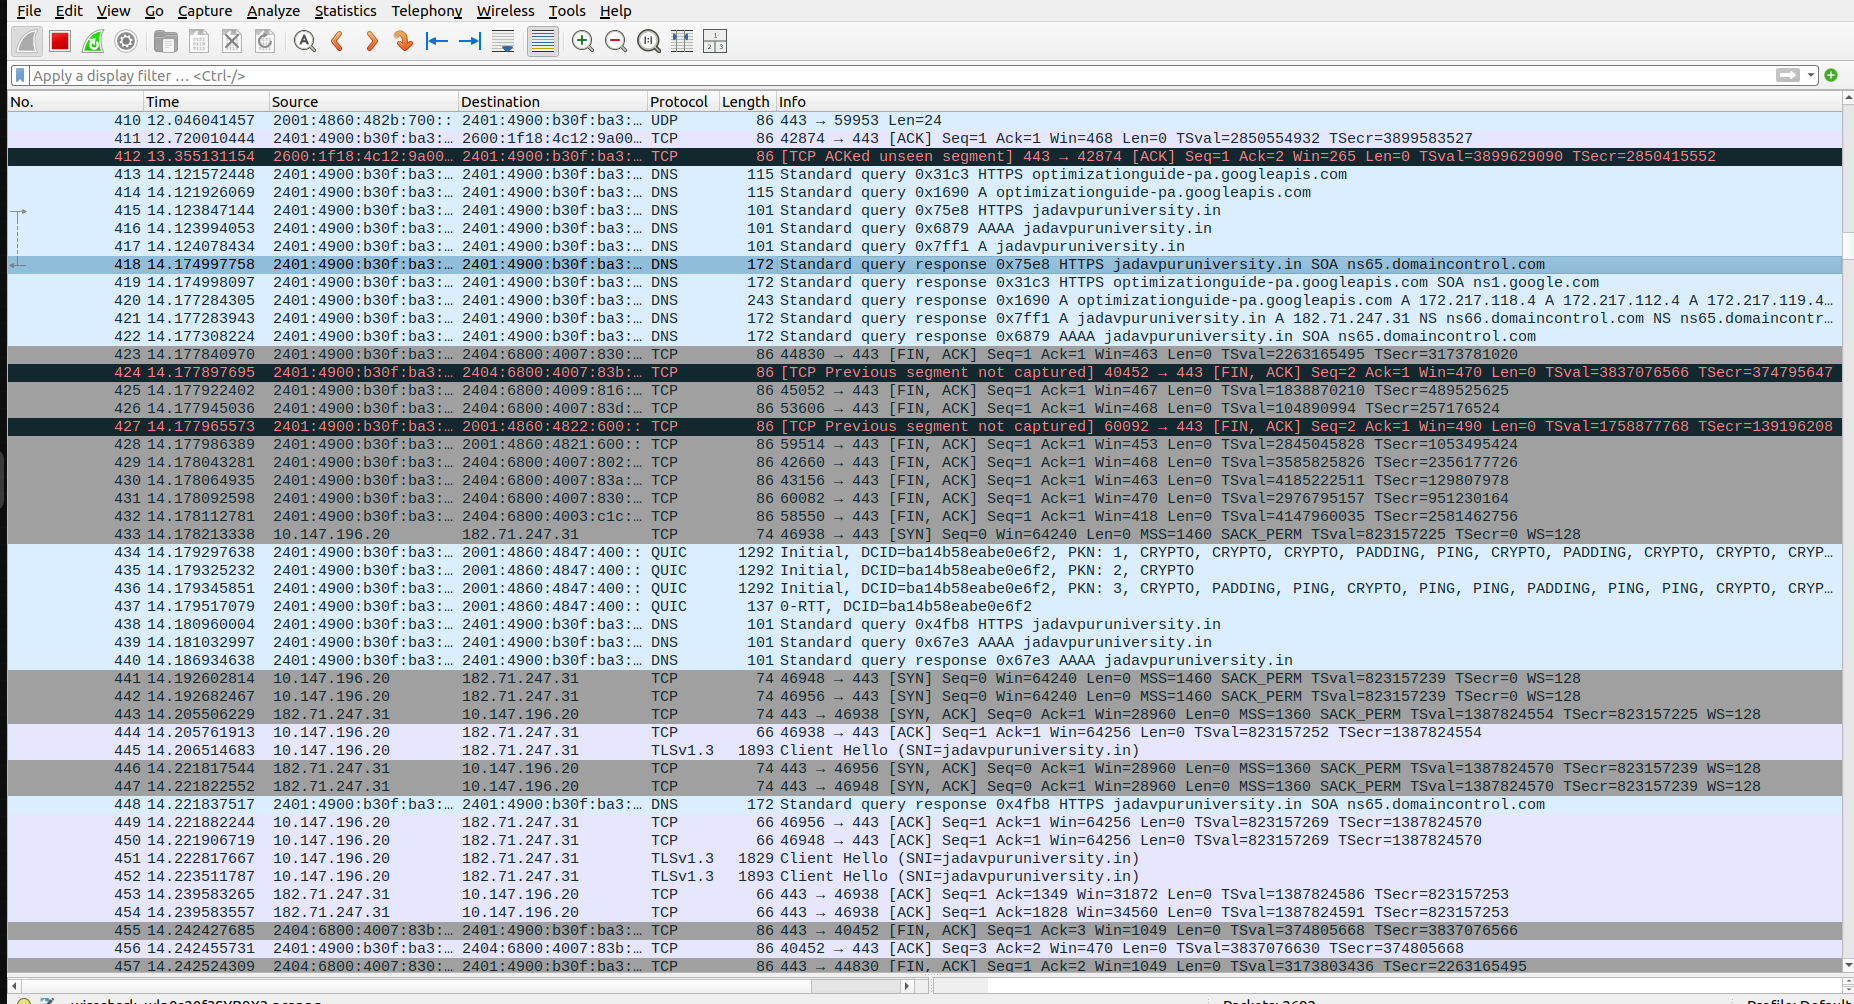 File Edit View Go Capture Analyze Statistics Telephony Wireless Tools Help
Apply a display filter … <Ctrl-/>
No. Time Source Destination Protocol Length Info
410 12.046041457 2001:4860:482b:700:: 2401:4900:b30f:ba3:… UDP 86 443 → 59953 Len=24
411 12.720010444 2401:4900:b30f:ba3:… 2600:1f18:4c12:9a00… TCP 86 42874 → 443 [ACK] Seq=1 Ack=1 Win=468 Len=0 TSval=2850554932 TSecr=3899583527
412 13.355131154 2600:1f18:4c12:9a00… 2401:4900:b30f:ba3:… TCP 86 [TCP ACKed unseen segment] 443 → 42874 [ACK] Seq=1 Ack=2 Win=265 Len=0 TSval=3899629090 TSecr=2850415552
413 14.121572448 2401:4900:b30f:ba3:… 2401:4900:b30f:ba3:… DNS 115 Standard query 0x31c3 HTTPS optimizationguide-pa.googleapis.com
414 14.121926069 2401:4900:b30f:ba3:… 2401:4900:b30f:ba3:… DNS 115 Standard query 0x1690 A optimizationguide-pa.googleapis.com
415 14.123847144 2401:4900:b30f:ba3:… 2401:4900:b30f:ba3:… DNS 101 Standard query 0x75e8 HTTPS jadavpuruniversity.in
416 14.123994053 2401:4900:b30f:ba3:… 2401:4900:b30f:ba3:… DNS 101 Standard query 0x6879 AAAA jadavpuruniversity.in
417 14.124078434 2401:4900:b30f:ba3:… 2401:4900:b30f:ba3:… DNS 101 Standard query 0x7ff1 A jadavpuruniversity.in
418 14.174997758 2401:4900:b30f:ba3:… 2401:4900:b30f:ba3:… DNS 172 Standard query response 0x75e8 HTTPS jadavpuruniversity.in SOA ns65.domaincontrol.com
419 14.174998097 2401:4900:b30f:ba3:… 2401:4900:b30f:ba3:… DNS 172 Standard query response 0x31c3 HTTPS optimizationguide-pa.googleapis.com SOA ns1.google.com
420 14.177284305 2401:4900:b30f:ba3:… 2401:4900:b30f:ba3:… DNS 243 Standard query response 0x1690 A optimizationguide-pa.googleapis.com A 172.217.118.4 A 172.217.112.4 A 172.217.119.4…
421 14.177283943 2401:4900:b30f:ba3:… 2401:4900:b30f:ba3:… DNS 172 Standard query response 0x7ff1 A jadavpuruniversity.in A 182.71.247.31 NS ns66.domaincontrol.com NS ns65.domaincontr…
422 14.177308224 2401:4900:b30f:ba3:… 2401:4900:b30f:ba3:… DNS 172 Standard query response 0x6879 AAAA jadavpuruniversity.in SOA ns65.domaincontrol.com
423 14.177840970 2401:4900:b30f:ba3:… 2404:6800:4007:830:… TCP 86 44830 → 443 [FIN, ACK] Seq=1 Ack=1 Win=463 Len=0 TSval=2263165495 TSecr=3173781020
424 14.177897695 2401:4900:b30f:ba3:… 2404:6800:4007:83b:… TCP 86 [TCP Previous segment not captured] 40452 → 443 [FIN, ACK] Seq=2 Ack=1 Win=470 Len=0 TSval=3837076566 TSecr=374795647
425 14.177922402 2401:4900:b30f:ba3:… 2404:6800:4009:816:… TCP 86 45052 → 443 [FIN, ACK] Seq=1 Ack=1 Win=467 Len=0 TSval=1838870210 TSecr=489525625
426 14.177945036 2401:4900:b30f:ba3:… 2404:6800:4007:83d:… TCP 86 53606 → 443 [FIN, ACK] Seq=1 Ack=1 Win=468 Len=0 TSval=104890994 TSecr=257176524
427 14.177965573 2401:4900:b30f:ba3:… 2001:4860:4822:600:: TCP 86 [TCP Previous segment not captured] 60092 → 443 [FIN, ACK] Seq=2 Ack=1 Win=490 Len=0 TSval=1758877768 TSecr=139196208
428 14.177986389 2401:4900:b30f:ba3:… 2001:4860:4821:600:: TCP 86 59514 → 443 [FIN, ACK] Seq=1 Ack=1 Win=453 Len=0 TSval=2845045828 TSecr=1053495424
429 14.178043281 2401:4900:b30f:ba3:… 2404:6800:4007:802:… TCP 86 42660 → 443 [FIN, ACK] Seq=1 Ack=1 Win=468 Len=0 TSval=3585825826 TSecr=2356177726
430 14.178064935 2401:4900:b30f:ba3:… 2404:6800:4007:83a:… TCP 86 43156 → 443 [FIN, ACK] Seq=1 Ack=1 Win=463 Len=0 TSval=4185222511 TSecr=129807978
431 14.178092598 2401:4900:b30f:ba3:… 2404:6800:4007:830:… TCP 86 60082 → 443 [FIN, ACK] Seq=1 Ack=1 Win=470 Len=0 TSval=2976795157 TSecr=951230164
432 14.178112781 2401:4900:b30f:ba3:… 2404:6800:4003:c1c:… TCP 86 58550 → 443 [FIN, ACK] Seq=1 Ack=1 Win=418 Len=0 TSval=4147960035 TSecr=2581462756
433 14.178213338 10.147.196.20 182.71.247.31 TCP 74 46938 → 443 [SYN] Seq=0 Win=64240 Len=0 MSS=1460 SACK_PERM TSval=823157225 TSecr=0 WS=128
434 14.179297638 2401:4900:b30f:ba3:… 2001:4860:4847:400:: QUIC 1292 Initial, DCID=ba14b58eabe0e6f2, PKN: 1, CRYPTO, CRYPTO, CRYPTO, PADDING, PING, CRYPTO, PADDING, CRYPTO, CRYPTO, CRYP…
435 14.179325232 2401:4900:b30f:ba3:… 2001:4860:4847:400:: QUIC 1292 Initial, DCID=ba14b58eabe0e6f2, PKN: 2, CRYPTO
436 14.179345851 2401:4900:b30f:ba3:… 2001:4860:4847:400:: QUIC 1292 Initial, DCID=ba14b58eabe0e6f2, PKN: 3, CRYPTO, PADDING, PING, CRYPTO, PING, PING, PADDING, PING, PING, CRYPTO, CRYP…
437 14.179517079 2401:4900:b30f:ba3:… 2001:4860:4847:400:: QUIC 137 0-RTT, DCID=ba14b58eabe0e6f2
438 14.180960004 2401:4900:b30f:ba3:… 2401:4900:b30f:ba3:… DNS 101 Standard query 0x4fb8 HTTPS jadavpuruniversity.in
439 14.181032997 2401:4900:b30f:ba3:… 2401:4900:b30f:ba3:… DNS 101 Standard query 0x67e3 AAAA jadavpuruniversity.in
440 14.186934638 2401:4900:b30f:ba3:… 2401:4900:b30f:ba3:… DNS 101 Standard query response 0x67e3 AAAA jadavpuruniversity.in
441 14.192602814 10.147.196.20 182.71.247.31 TCP 74 46948 → 443 [SYN] Seq=0 Win=64240 Len=0 MSS=1460 SACK_PERM TSval=823157239 TSecr=0 WS=128
442 14.192682467 10.147.196.20 182.71.247.31 TCP 74 46956 → 443 [SYN] Seq=0 Win=64240 Len=0 MSS=1460 SACK_PERM TSval=823157239 TSecr=0 WS=128
443 14.205506229 182.71.247.31 10.147.196.20 TCP 74 443 → 46938 [SYN, ACK] Seq=0 Ack=1 Win=28960 Len=0 MSS=1360 SACK_PERM TSval=1387824554 TSecr=823157225 WS=128
444 14.205761913 10.147.196.20 182.71.247.31 TCP 66 46938 → 443 [ACK] Seq=1 Ack=1 Win=64256 Len=0 TSval=823157252 TSecr=1387824554
445 14.206514683 10.147.196.20 182.71.247.31 TLSv1.3 1893 Client Hello (SNI=jadavpuruniversity.in)
446 14.221817544 182.71.247.31 10.147.196.20 TCP 74 443 → 46956 [SYN, ACK] Seq=0 Ack=1 Win=28960 Len=0 MSS=1360 SACK_PERM TSval=1387824570 TSecr=823157239 WS=128
447 14.221822552 182.71.247.31 10.147.196.20 TCP 74 443 → 46948 [SYN, ACK] Seq=0 Ack=1 Win=28960 Len=0 MSS=1360 SACK_PERM TSval=1387824570 TSecr=823157239 WS=128
448 14.221837517 2401:4900:b30f:ba3:… 2401:4900:b30f:ba3:… DNS 172 Standard query response 0x4fb8 HTTPS jadavpuruniversity.in SOA ns65.domaincontrol.com
449 14.221882244 10.147.196.20 182.71.247.31 TCP 66 46956 → 443 [ACK] Seq=1 Ack=1 Win=64256 Len=0 TSval=823157269 TSecr=1387824570
450 14.221906719 10.147.196.20 182.71.247.31 TCP 66 46948 → 443 [ACK] Seq=1 Ack=1 Win=64256 Len=0 TSval=823157269 TSecr=1387824570
451 14.222817667 10.147.196.20 182.71.247.31 TLSv1.3 1829 Client Hello (SNI=jadavpuruniversity.in)
452 14.223511787 10.147.196.20 182.71.247.31 TLSv1.3 1893 Client Hello (SNI=jadavpuruniversity.in)
453 14.239583265 182.71.247.31 10.147.196.20 TCP 66 443 → 46938 [ACK] Seq=1 Ack=1349 Win=31872 Len=0 TSval=1387824586 TSecr=823157253
454 14.239583557 182.71.247.31 10.147.196.20 TCP 66 443 → 46938 [ACK] Seq=1 Ack=1828 Win=34560 Len=0 TSval=1387824591 TSecr=823157253
455 14.242427685 2404:6800:4007:83b:… 2401:4900:b30f:ba3:… TCP 86 443 → 40452 [FIN, ACK] Seq=1 Ack=3 Win=1049 Len=0 TSval=374805668 TSecr=3837076566
456 14.242455731 2401:4900:b30f:ba3:… 2404:6800:4007:83b:… TCP 86 40452 → 443 [ACK] Seq=3 Ack=2 Win=470 Len=0 TSval=3837076630 TSecr=374805668
457 14.242524309 2404:6800:4007:830:… 2401:4900:b30f:ba3:… TCP 86 443 → 44830 [FIN, ACK] Seq=1 Ack=2 Win=1049 Len=0 TSval=3173803436 TSecr=2263165495